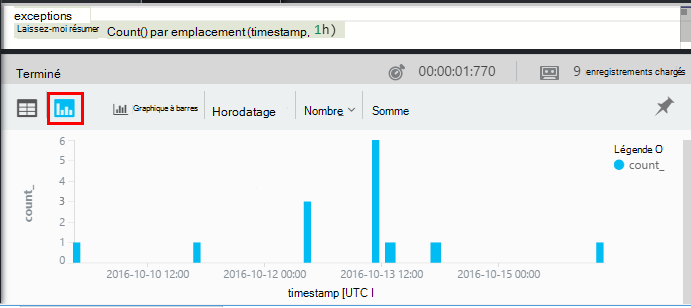 exceptions
Laissez-moi résumer Count() par emplacement(timestamp, 1h)
Terminé 00:00:01:770 9 enregistrements chargés
Graphique à barres Horodatage Nombre Somme
Légende O
count_
6
5
4
3
2
1
0
count_
2016-10-10 12:00 2016-10-12 00:00 2016-10-13 12:00 2016-10-15 00:00
timestamp [UTC I